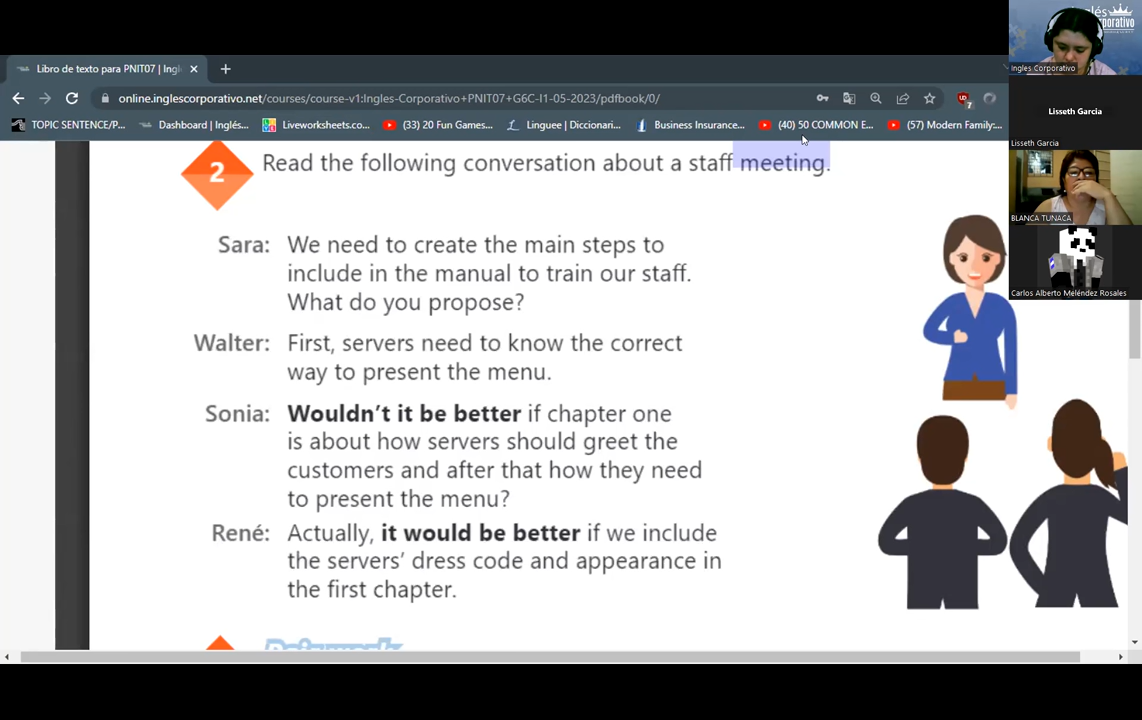 Libro de texto para PNIT07 | Ingl
online.inglescorporativo.net/courses/course-v1:Ingles-Corporativo+PNIT07+G6C-I1-05-2023/pdfbook/0/
TOPIC SENTENCE/P...
Dashboard | Inglés...
Liveworksheets.co...
(33) 20 Fun Games...
Linguee | Diccionari...
Business Insurance...
(40) 50 COMMON E...
(57) Modern Family:...
Ingles Corporativo
Lisseth Garcia
Lisseth Garcia
BLANCA TUNACA
Carlos Alberto Meléndez Rosales
2
Read the following conversation about a staff meeting.
Sara: We need to create the main steps to
include in the manual to train our staff.
What do you propose?
Walter: First, servers need to know the correct
way to present the menu.
Sonia: Wouldn't it be better if chapter one
is about how servers should greet the
customers and after that how they need
to present the menu?
René: Actually, it would be better if we include
the servers' dress code and appearance in
the first chapter.